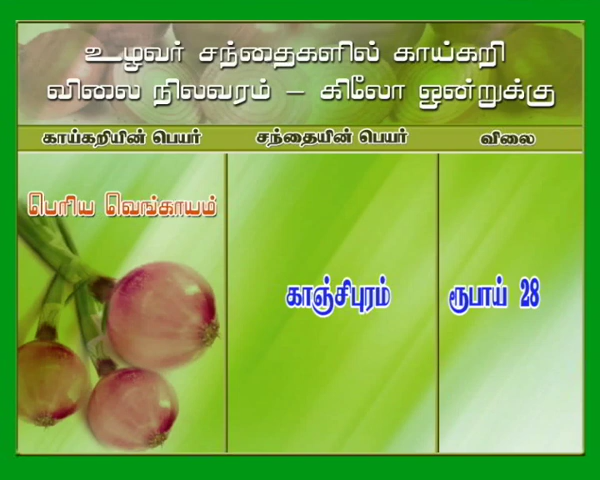 உழவர் சந்தைகளில் காய்கறி
விலை நிலவரம் – கிலோ ஒன்றுக்கு
காய்கறியின் பெயர் சந்தையின் பெயர் விலை
பெரிய வெங்காயம்
காஞ்சிபுரம் ரூபாய் 28